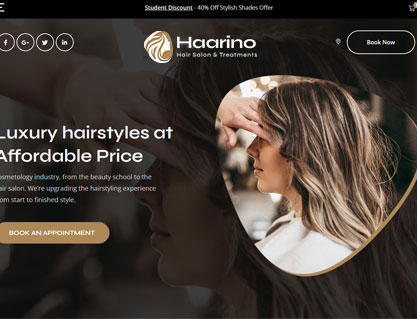 Student Discount - 40% Off Stylish Shades Offer
Haarino
Hair Salon & Treatments
Book Now
Luxury hairstyles at
Affordable Price
osmetology industry, from the beauty school to the
air salon. We're upgrading the hairstyling experience
om start to finished style.
BOOK AN APPOINTMENT